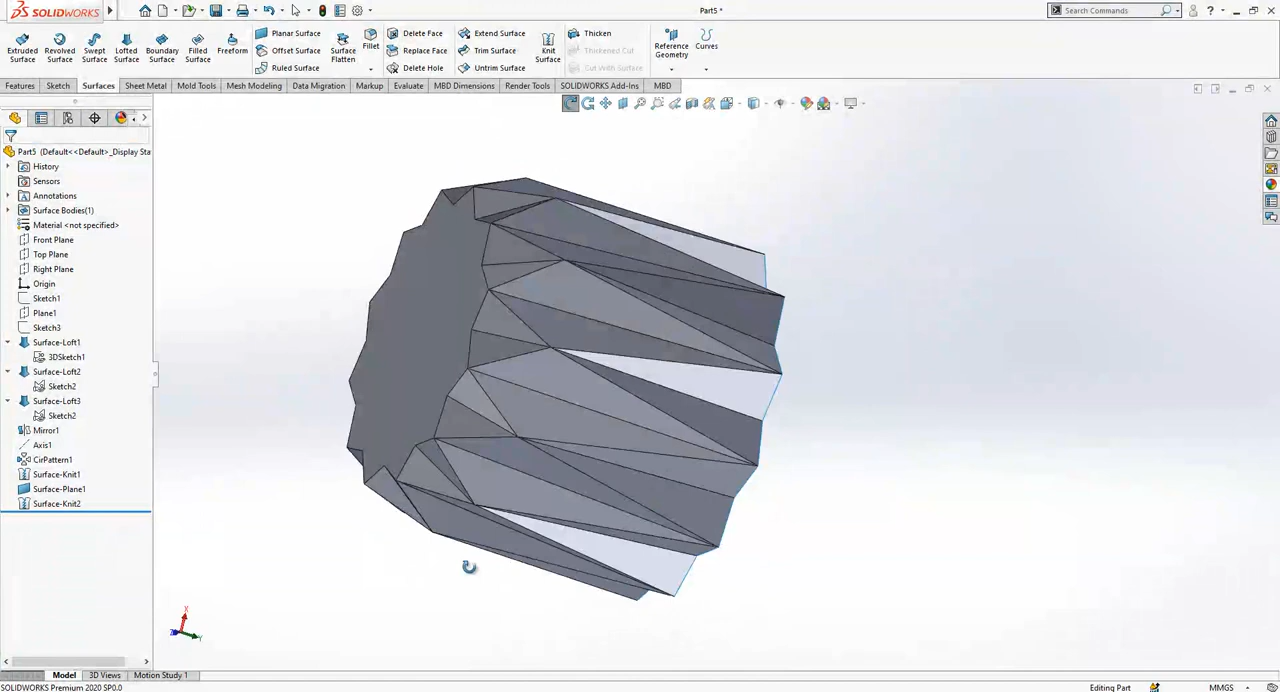 SOLIDWORKS
Part5 *
Search Commands
Extruded Surface
Revolved Surface
Swept Surface
Lofted Surface
Boundary Surface
Filled Surface
Freeform
Planar Surface
Offset Surface
Ruled Surface
Surface Flatten
Fillet
Delete Face
Replace Face
Delete Hole
Extend Surface
Trim Surface
Untrim Surface
Knit Surface
Thicken
Thickened Cut
Cut With Surface
Reference Geometry
Curves
Features Sketch Surfaces Sheet Metal Mold Tools Mesh Modeling Data Migration Markup Evaluate MBD Dimensions Render Tools SOLIDWORKS Add-Ins MBD
Part5 (Default<<Default>_Display Sta
History
Sensors
Annotations
Surface Bodies(1)
Material <not specified>
Front Plane
Top Plane
Right Plane
Origin
Sketch1
Plane1
Sketch3
Surface-Loft1
3DSketch1
Surface-Loft2
Sketch2
Surface-Loft3
Sketch2
Mirror1
Axis1
CirPattern1
Surface-Knit1
Surface-Plane1
Surface-Knit2
X
Y
Z
Model 3D Views Motion Study 1
SOLIDWORKS Premium 2020 SP0.0
Editing Part
MMGS